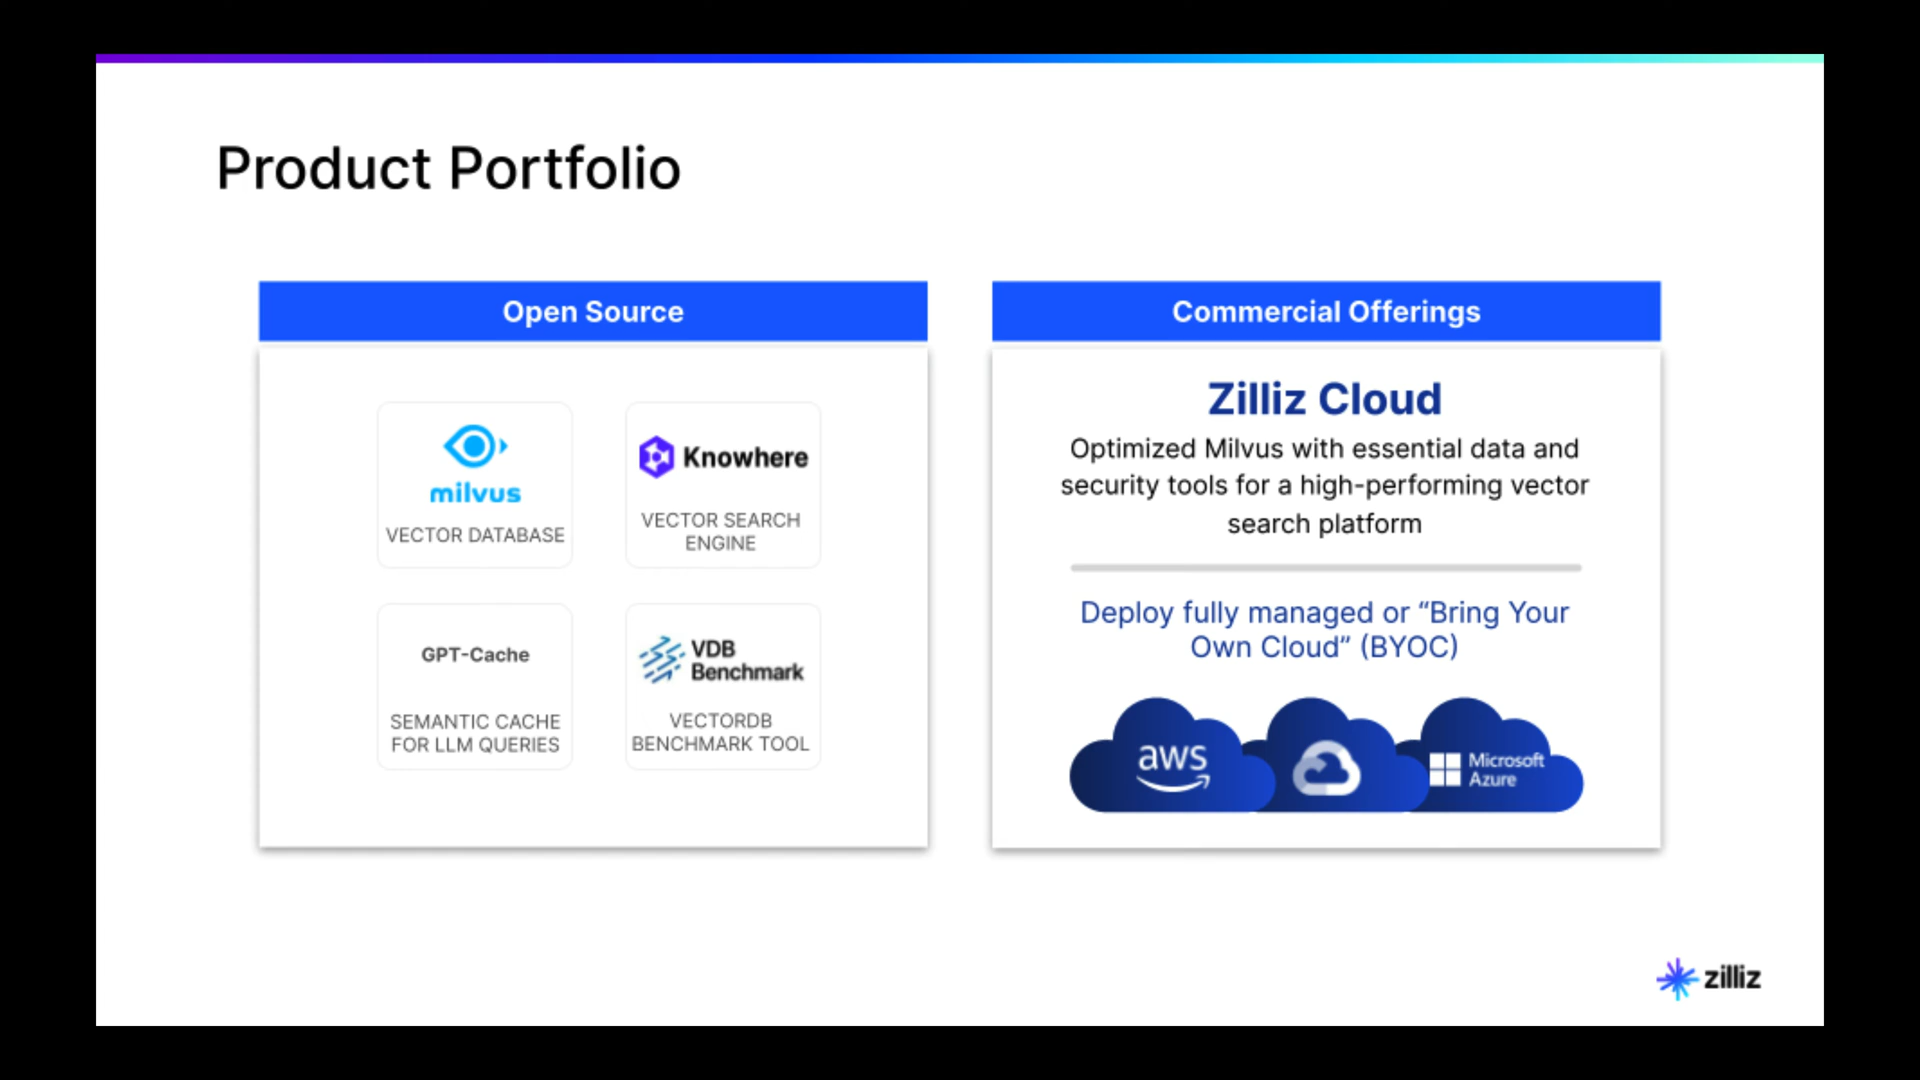 Product Portfolio
Open Source
milvus
VECTOR DATABASE
Knowhere
VECTOR SEARCH
ENGINE
GPT-Cache
SEMANTIC CACHE
FOR LLM QUERIES
VDB
Benchmark
VECTORDB
BENCHMARK TOOL
Commercial Offerings
Zilliz Cloud
Optimized Milvus with essential data and
security tools for a high-performing vector
search platform
Deploy fully managed or “Bring Your
Own Cloud” (BYOC)
aws
Microsoft
Azure
zilliz